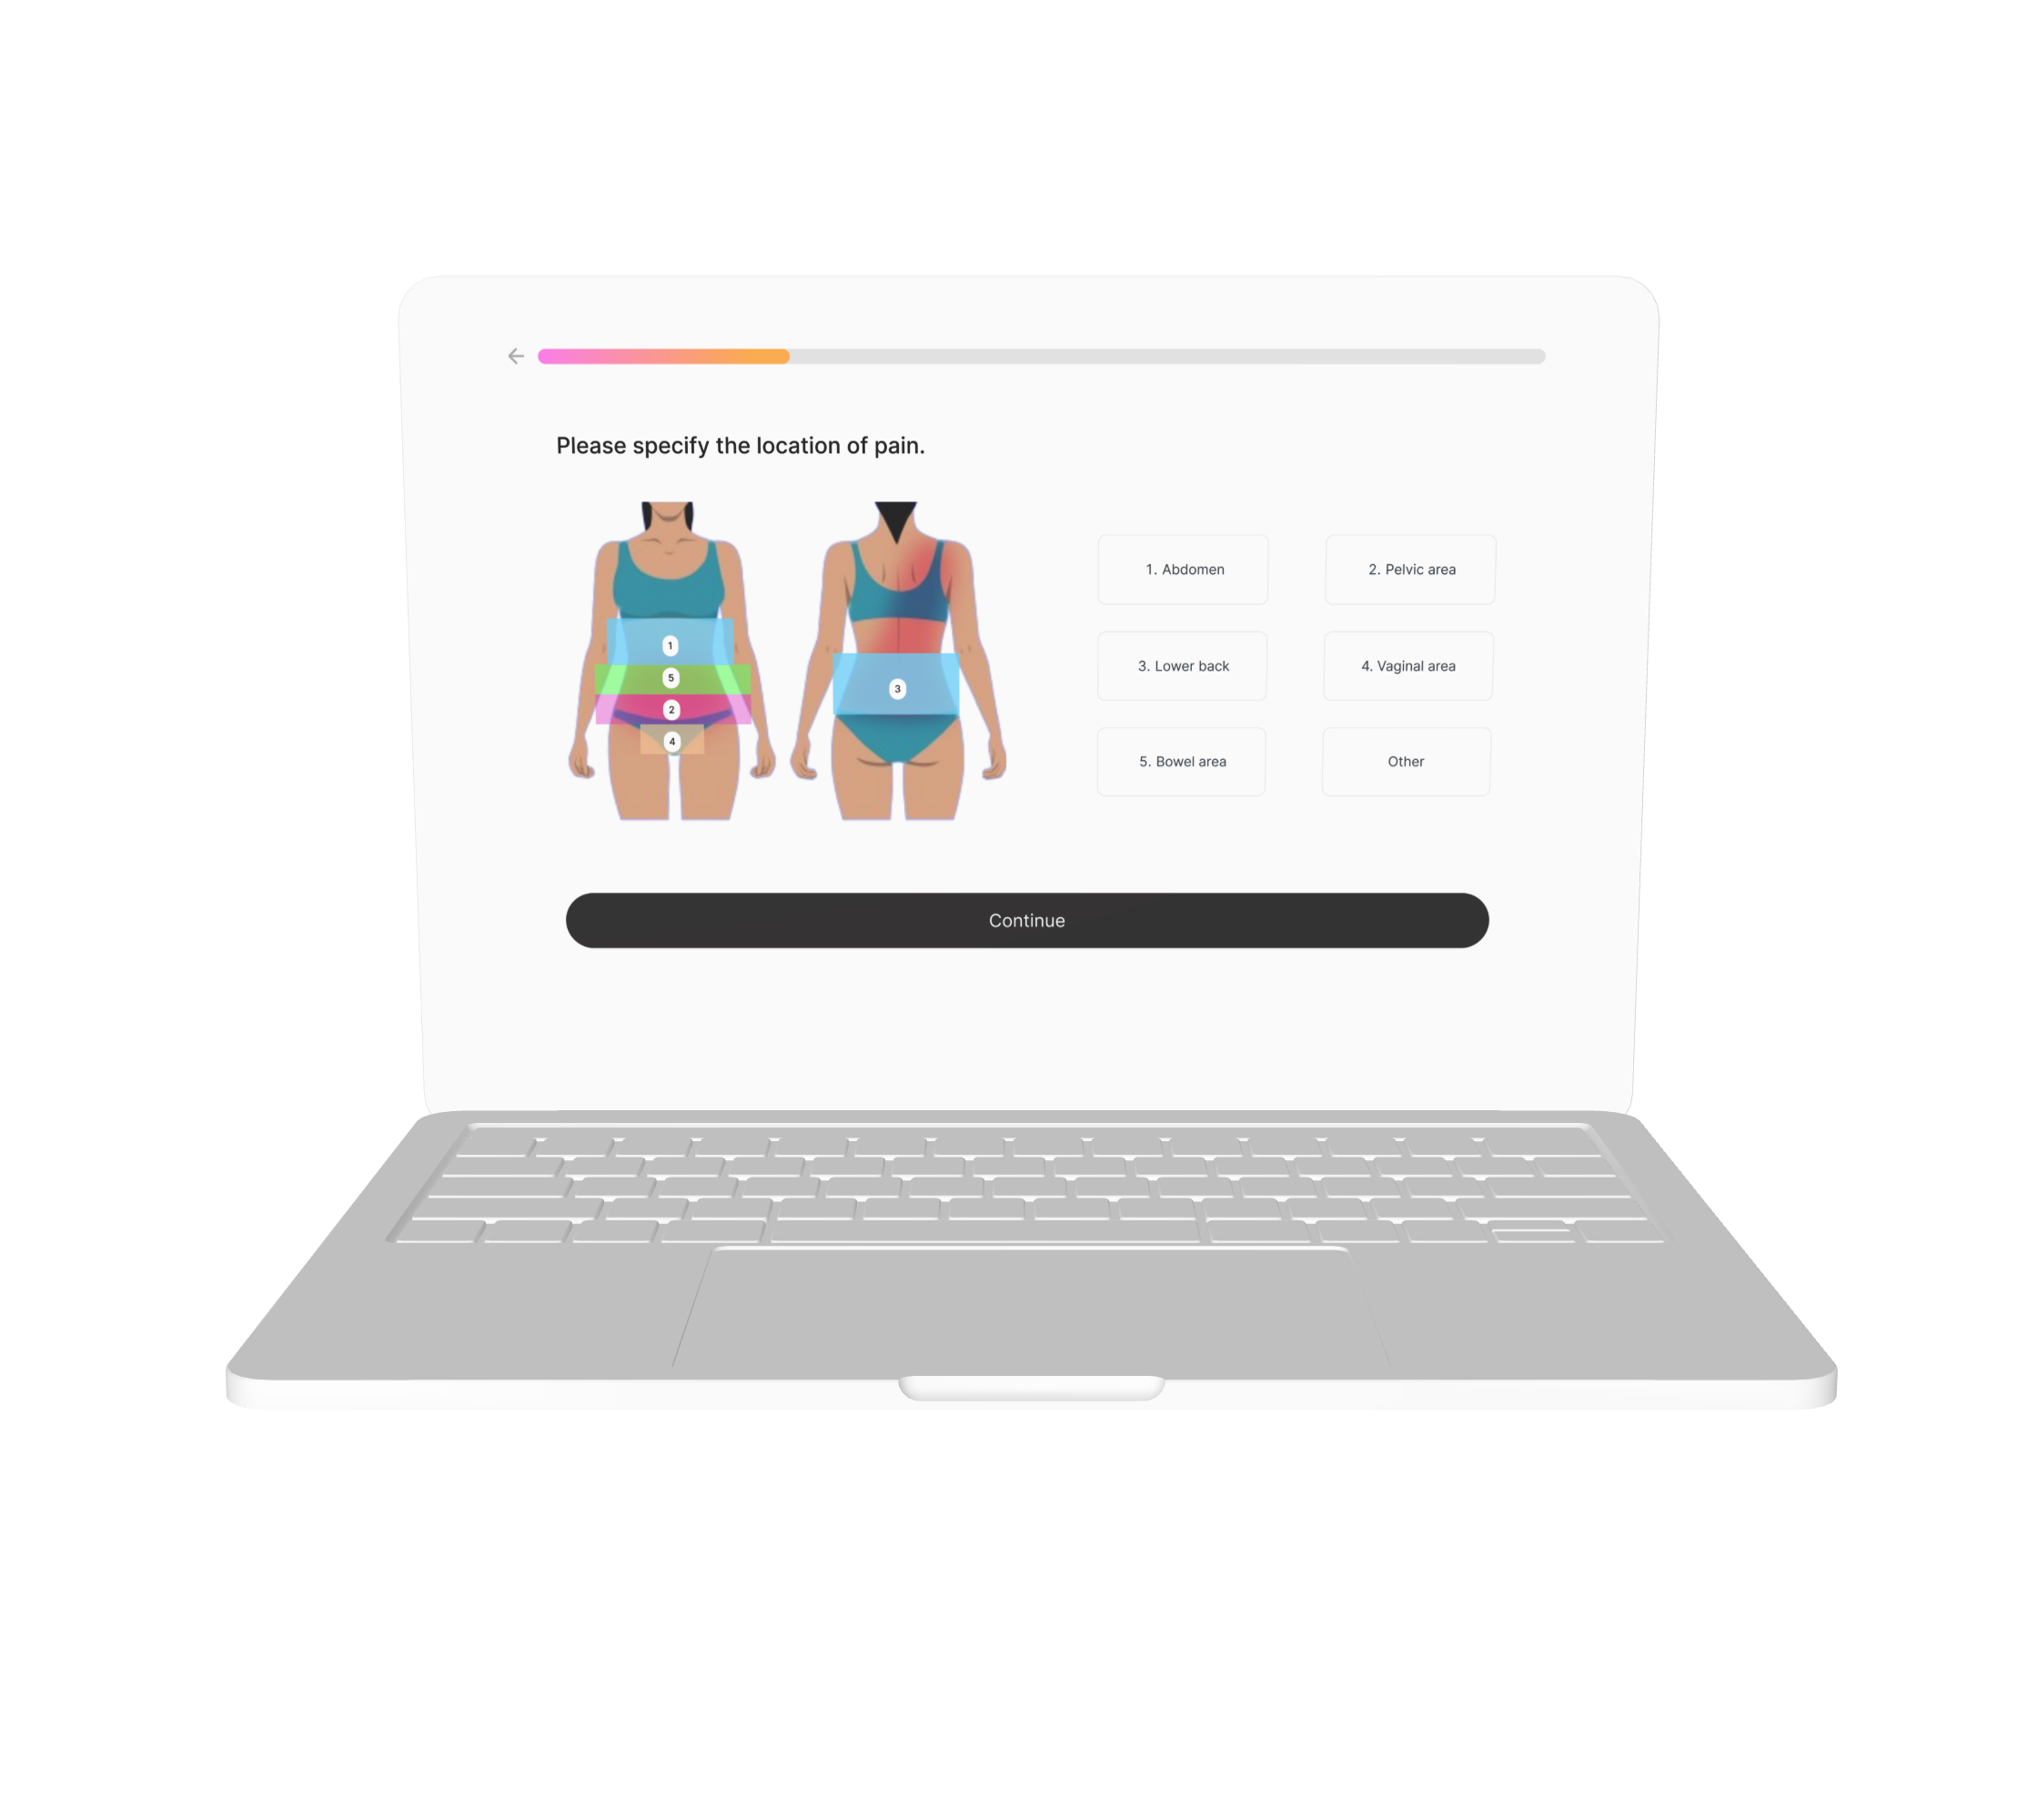 Please specify the location of pain.
1
5
2
4
3
1. Abdomen
2. Pelvic area
3. Lower back
4. Vaginal area
5. Bowel area
Other
Continue